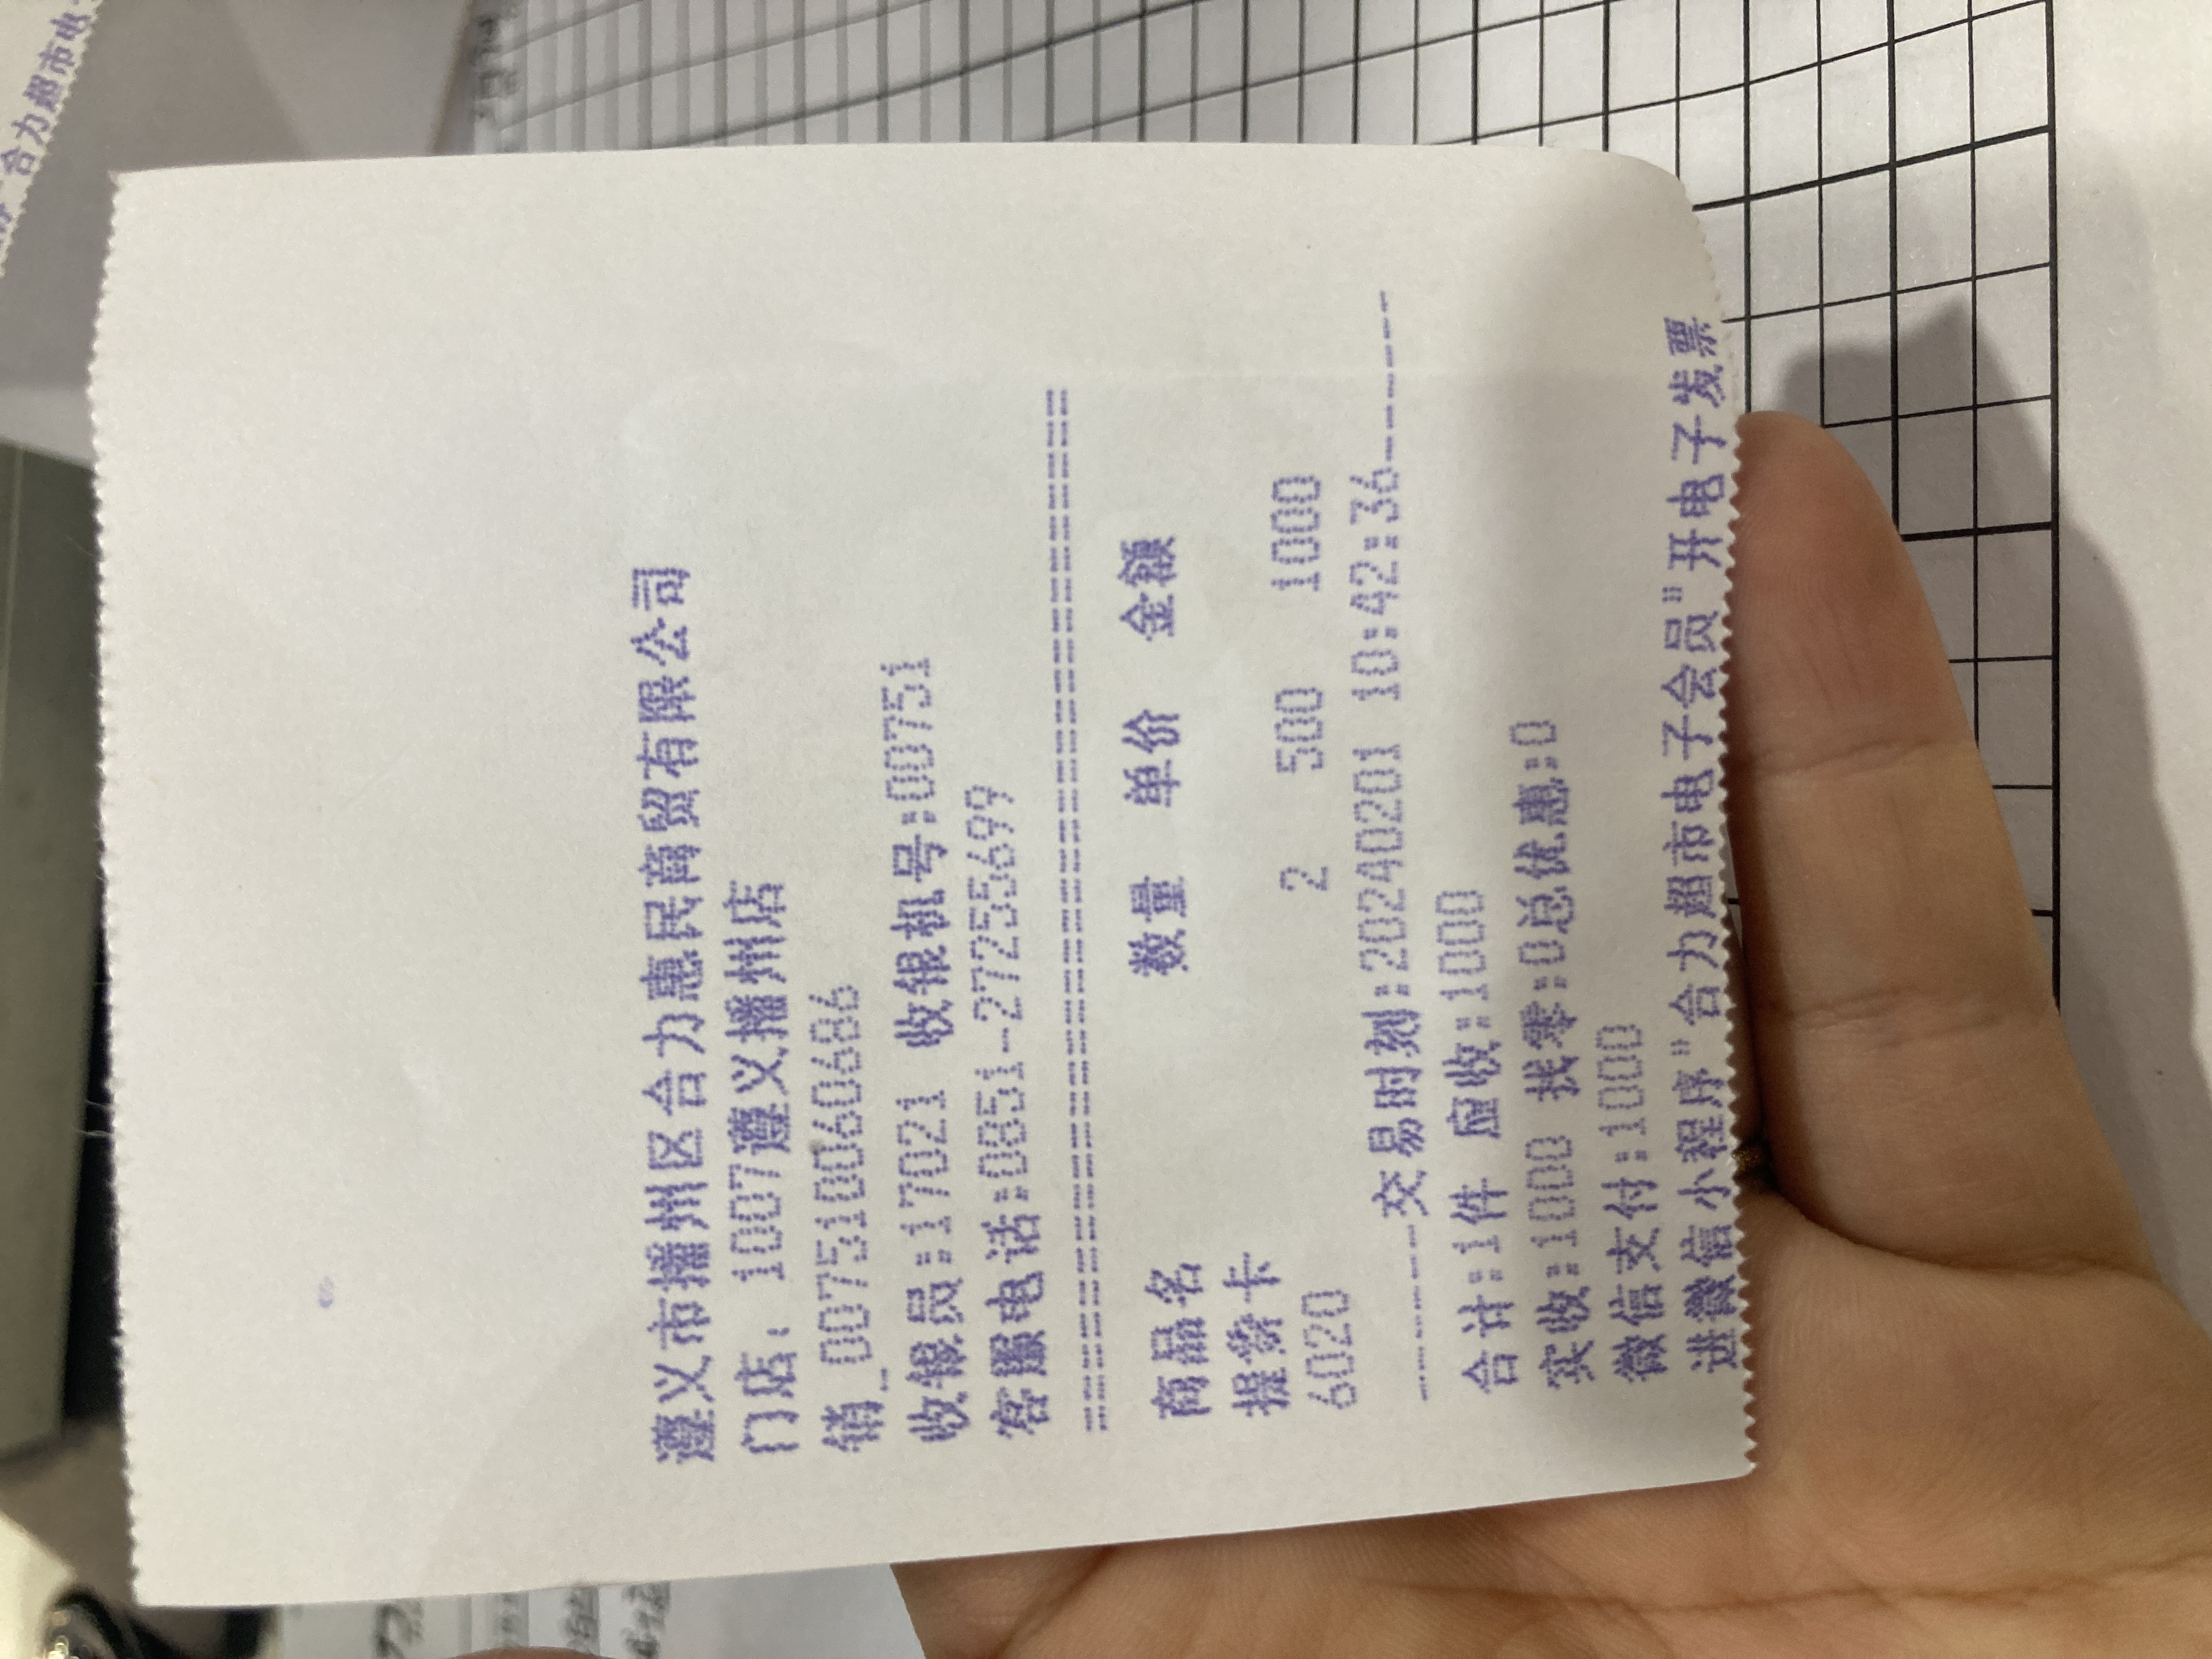 遵义市播州区合力惠民商贸有限公司
门店: 1007遵义播州店
销_0075100060686
收银员:17021 收银机号:00751
客服电话:0851-27255699
==========================================
商品名 数量 单价 金额
提货卡
6020 2 500 1000
-------交易时刻:20240201 10:42:36-------
合计:1件 应收:1000
实收:1000 找零:0总优惠:0
微信支付:1000
进微信小程序"合力超市电子会员"开电子发票
合力超市电